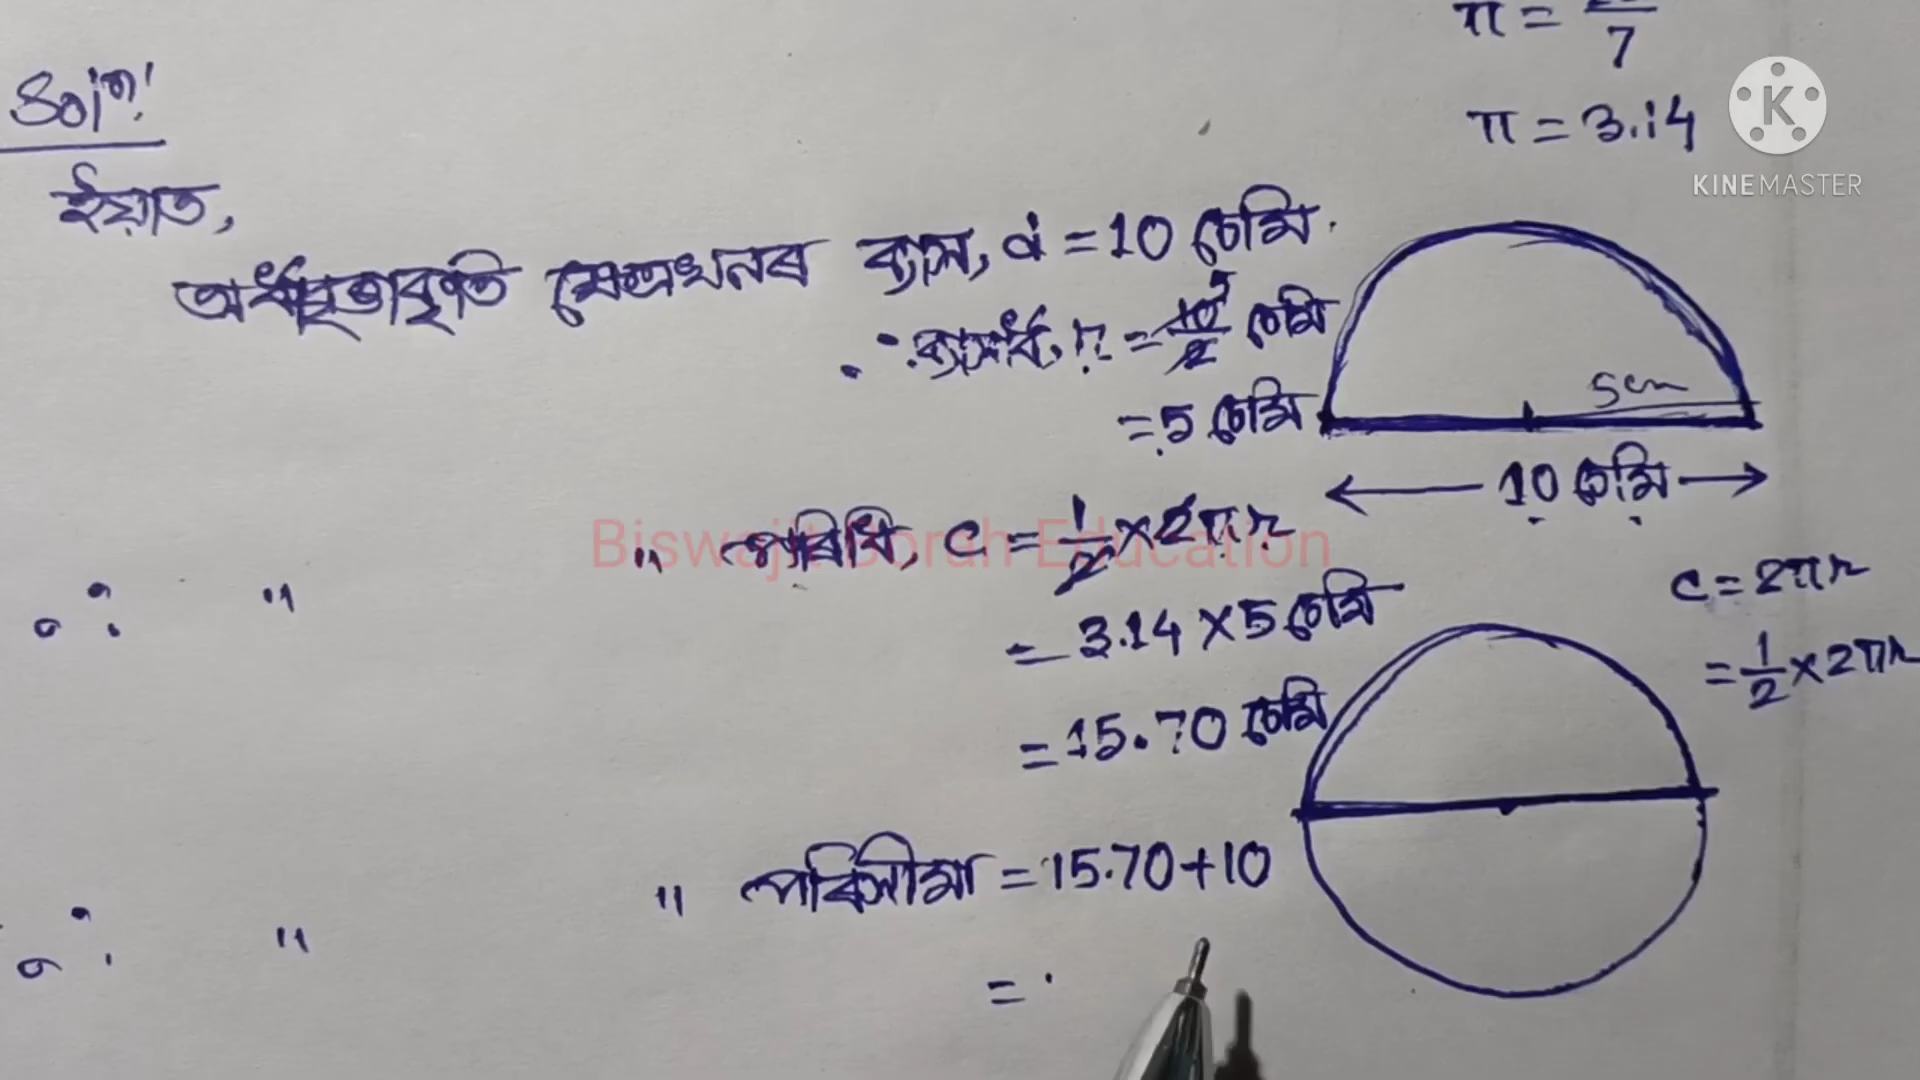 π = 7
π = 3.14
K
KINEMASTER
Solⁿ!
ইয়াত,
অৰ্ধবৃত্তাকৃতি ক্ষেত্ৰখনৰ ব্যাস, d = 10 চেমি.
∴ ব্যাসাৰ্ধ, r = 10/2 5 চেমি
= 5 চেমি
5cm
10 চেমি
∴ " " পৰিধি, C = 1/2 × 2πr
Biswajit Borah Education
= 3.14 × 5 চেমি
= 15.70 চেমি
C = 2πr
= 1/2 × 2πr
∴ " " পৰিসীমা = 15.70 + 10
=